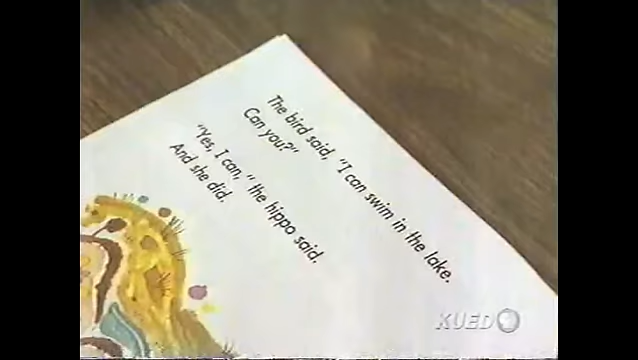 The bird said, "I can swim in the lake.
Can you?"
"Yes, I can," the hippo said.
And she did.
KUED